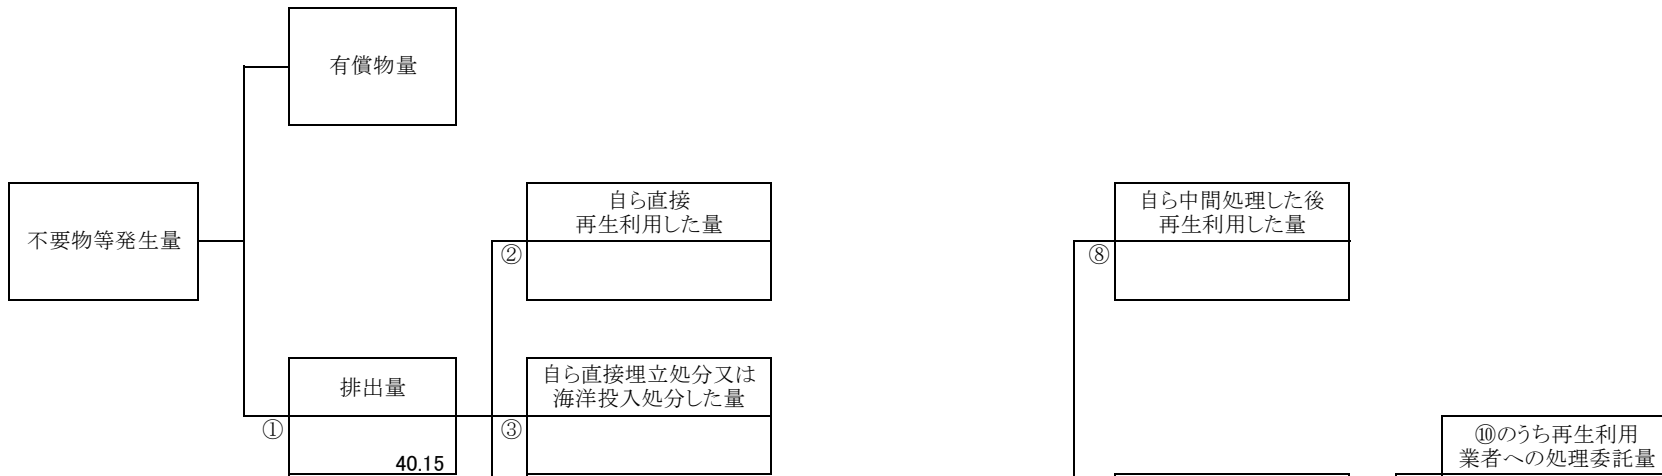 有償物量
不要物等発生量
自ら直接
再生利用した量
②
自ら中間処理した後
再生利用した量
⑧
排出量
①
40.15
自ら直接埋立処分又は
海洋投入処分した量
③
⑩のうち再生利用
業者への処理委託量